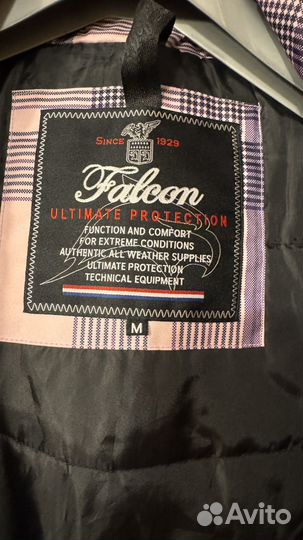 SINCE 1929
Falcon
ULTIMATE PROTECTION
FUNCTION AND COMFORT
FOR EXTREME CONDITIONS
AUTHENTIC ALL WEATHER SUPPLIES
ULTIMATE PROTECTION
TECHNICAL EQUIPMENT
M
Avito